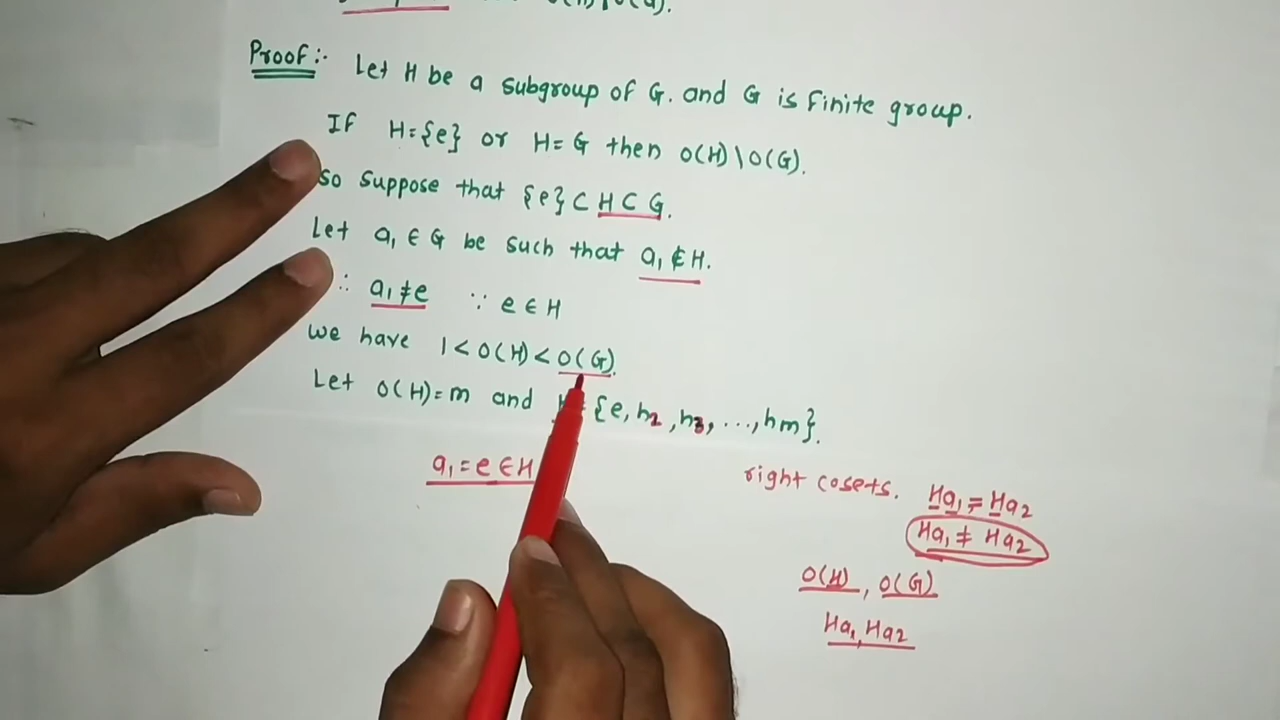 Proof :- Let H be a subgroup of G. and G is finite group.
If H={e} or H=G then O(H)\O(G).
So suppose that {e}⊂H⊂G.
Let a₁∈G be such that a₁∉H.
∴ a₁≠e ∵ e∈H
we have 1<O(H)<O(G).
Let O(H)=m and {e, h₂, h₃, ..., hm}.
a₁=e∈H
right cosets. Ha₁=Ha₂
Ha₁≠Ha₂
O(H), O(G)
Ha₁, Ha₂